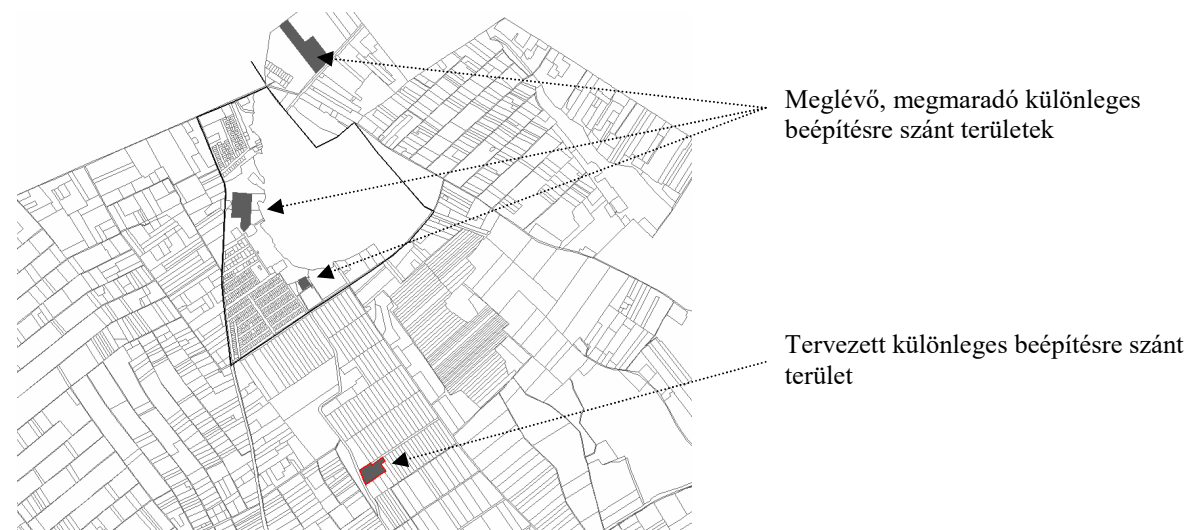 Meglévő, megmaradó különleges
beépítésre szánt területek
Tervezett különleges beépítésre szánt
terület